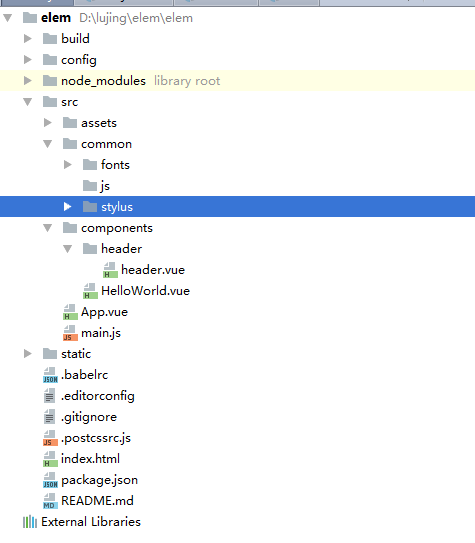 elem D:\lujing\elem\elem
build
config
node_modules library root
src
assets
common
fonts
js
stylus
components
header
header.vue
HelloWorld.vue
App.vue
main.js
static
.babelrc
.editorconfig
.gitignore
.postcssrc.js
index.html
package.json
README.md
External Libraries